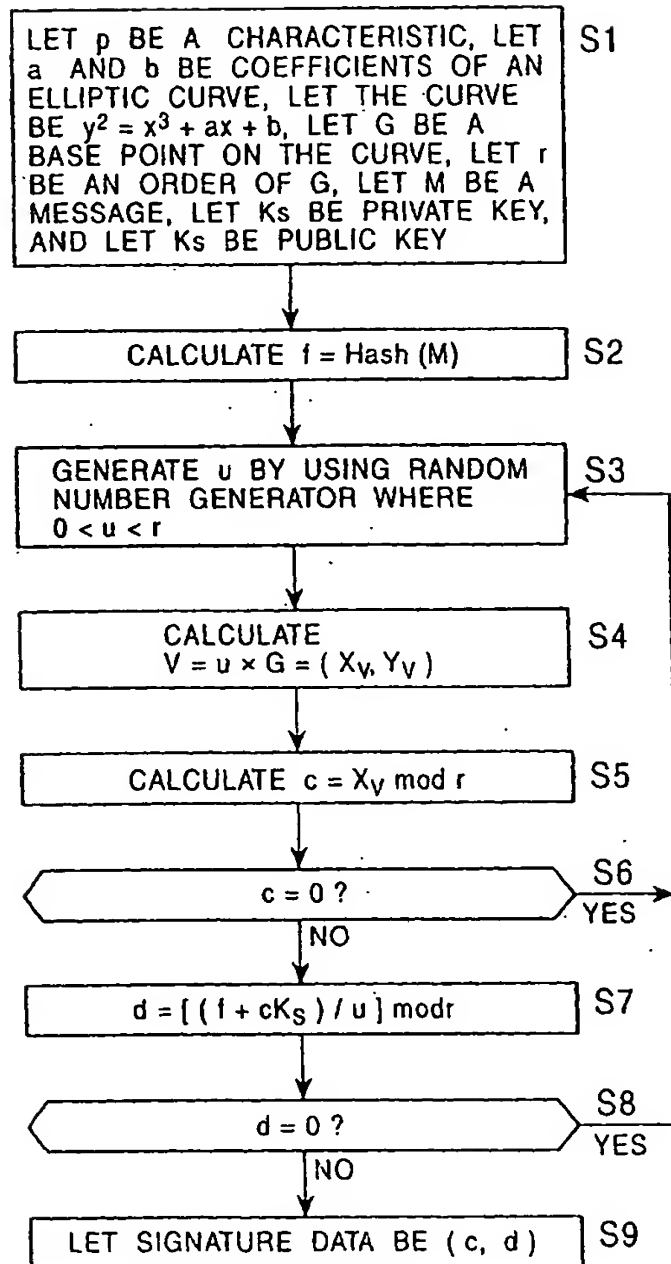 LET p BE A CHARACTERISTIC, LET
a AND b BE COEFFICIENTS OF AN
ELLIPTIC CURVE, LET THE CURVE
BE y² = x³ + ax + b, LET G BE A
BASE POINT ON THE CURVE, LET r
BE AN ORDER OF G, LET M BE A
MESSAGE, LET Ks BE PRIVATE KEY,
AND LET Ks BE PUBLIC KEY
S1
CALCULATE f = Hash (M)
S2
GENERATE u BY USING RANDOM
NUMBER GENERATOR WHERE
0 < u < r
S3
CALCULATE
V = u × G = ( XV, YV )
S4
CALCULATE c = XV mod r
S5
c = 0 ?
S6
YES
NO
d = [ ( f + cKS ) / u ] modr
S7
d = 0 ?
S8
YES
NO
LET SIGNATURE DATA BE ( c, d )
S9